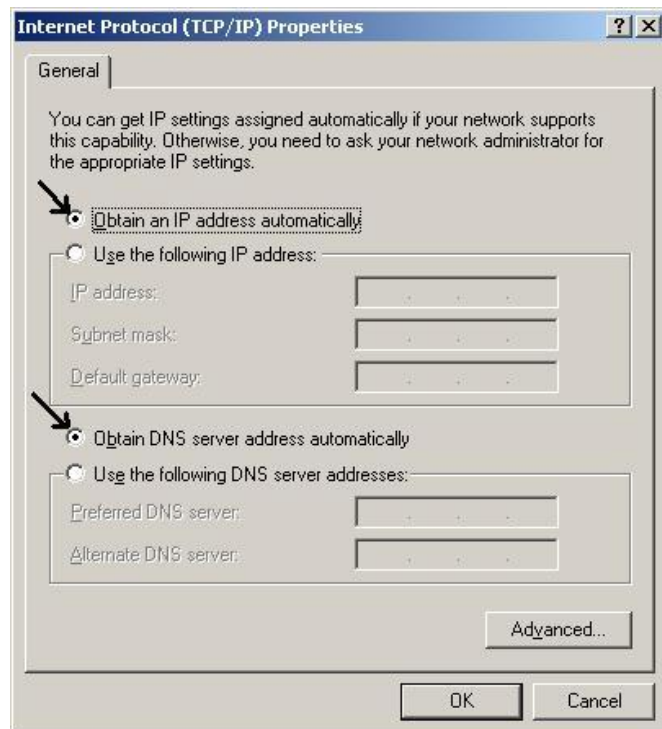 Internet Protocol (TCP/IP) Properties
General
You can get IP settings assigned automatically if your network supports
this capability. Otherwise, you need to ask your network administrator for
the appropriate IP settings.
Obtain an IP address automatically
Use the following IP address:
IP address:
Subnet mask:
Default gateway:
Obtain DNS server address automatically
Use the following DNS server addresses:
Preferred DNS server:
Alternate DNS server:
Advanced...
OK
Cancel